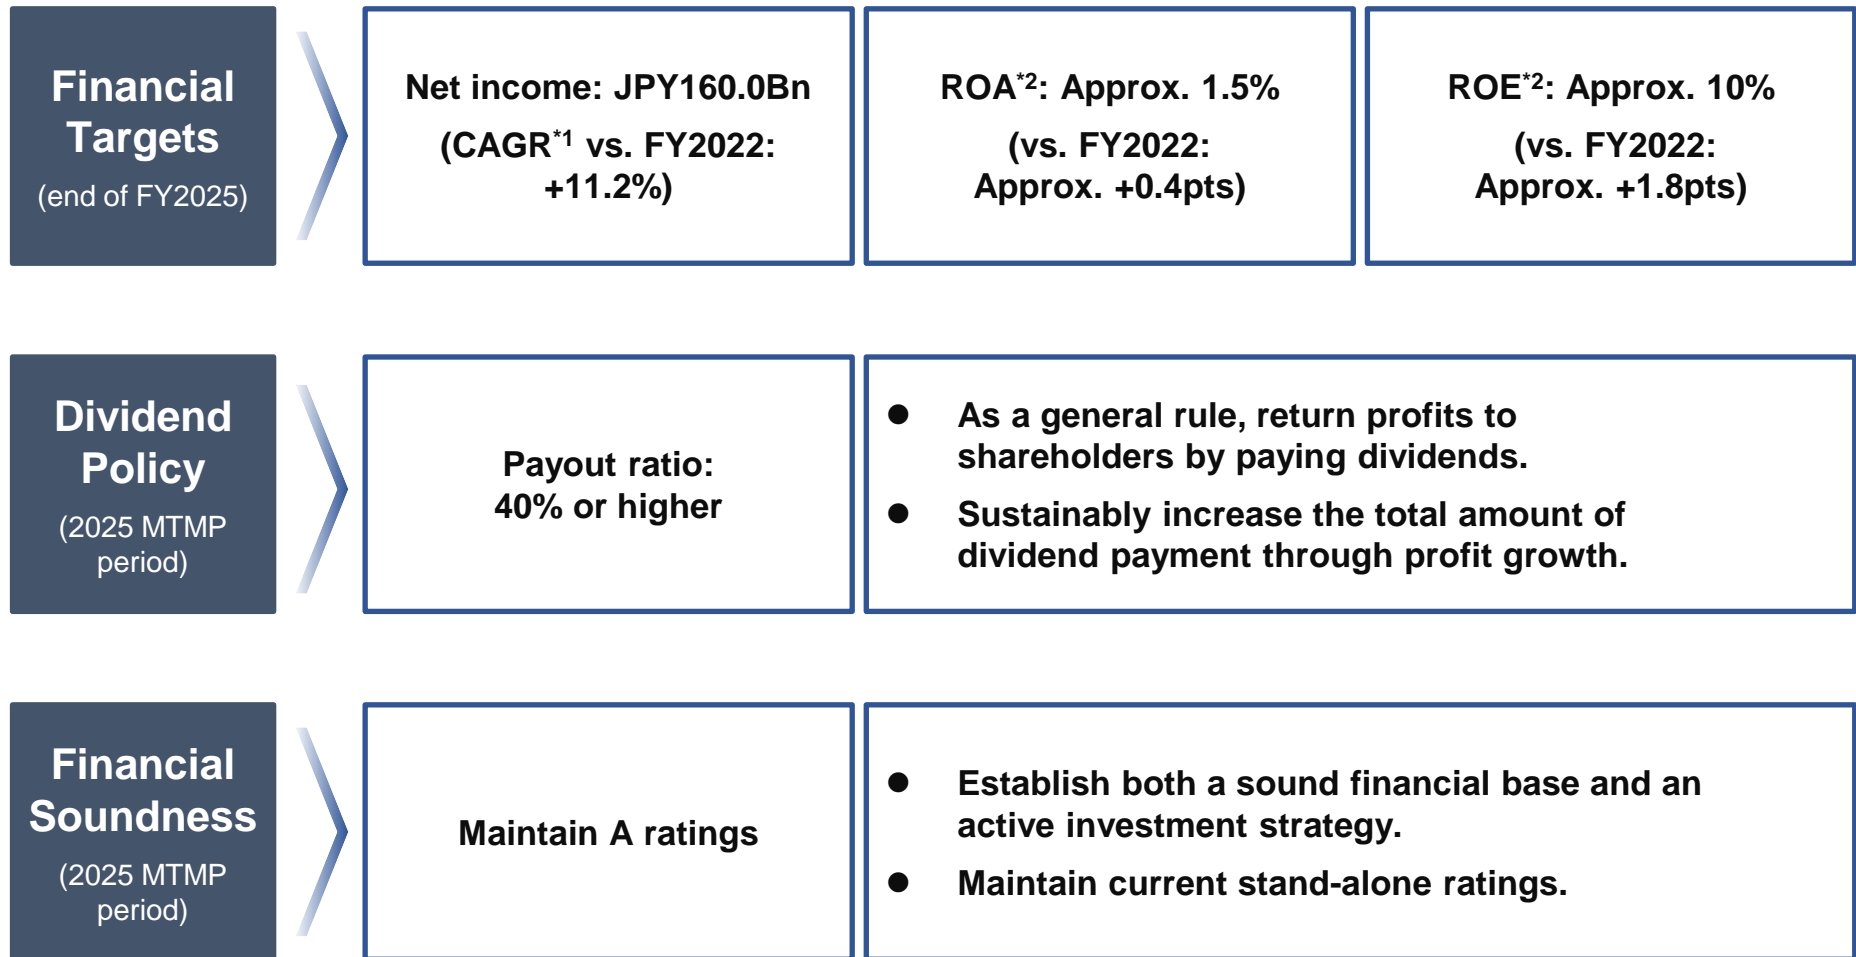 Financial
Targets
(end of FY2025)
Net income: JPY160.0Bn
(CAGR*1 vs. FY2022:
+11.2%)
ROA*2: Approx. 1.5%
(vs. FY2022:
Approx. +0.4pts)
ROE*2: Approx. 10%
(vs. FY2022:
Approx. +1.8pts)
Dividend
Policy
(2025 MTMP
period)
Payout ratio:
40% or higher
● As a general rule, return profits to
shareholders by paying dividends.
● Sustainably increase the total amount of
dividend payment through profit growth.
Financial
Soundness
(2025 MTMP
period)
Maintain A ratings
● Establish both a sound financial base and an
active investment strategy.
● Maintain current stand-alone ratings.